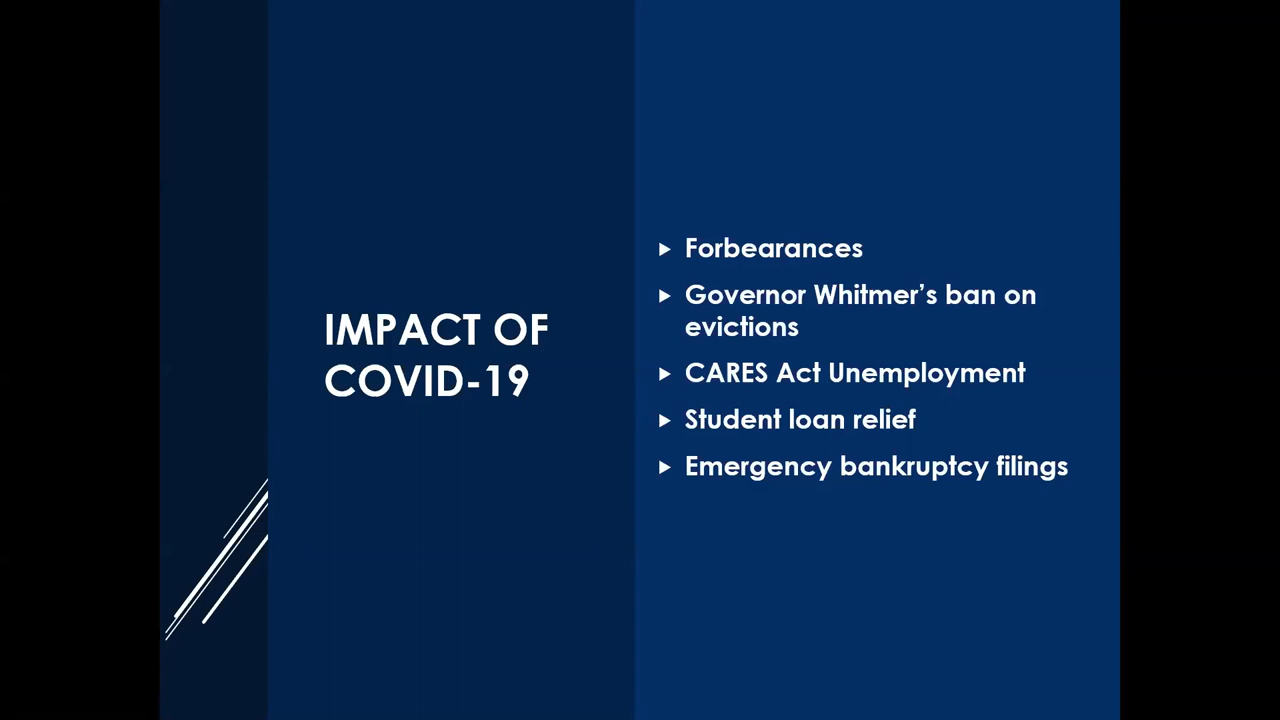 IMPACT OF
COVID-19
Forbearances
Governor Whitmer’s ban on
evictions
CARES Act Unemployment
Student loan relief
Emergency bankruptcy filings